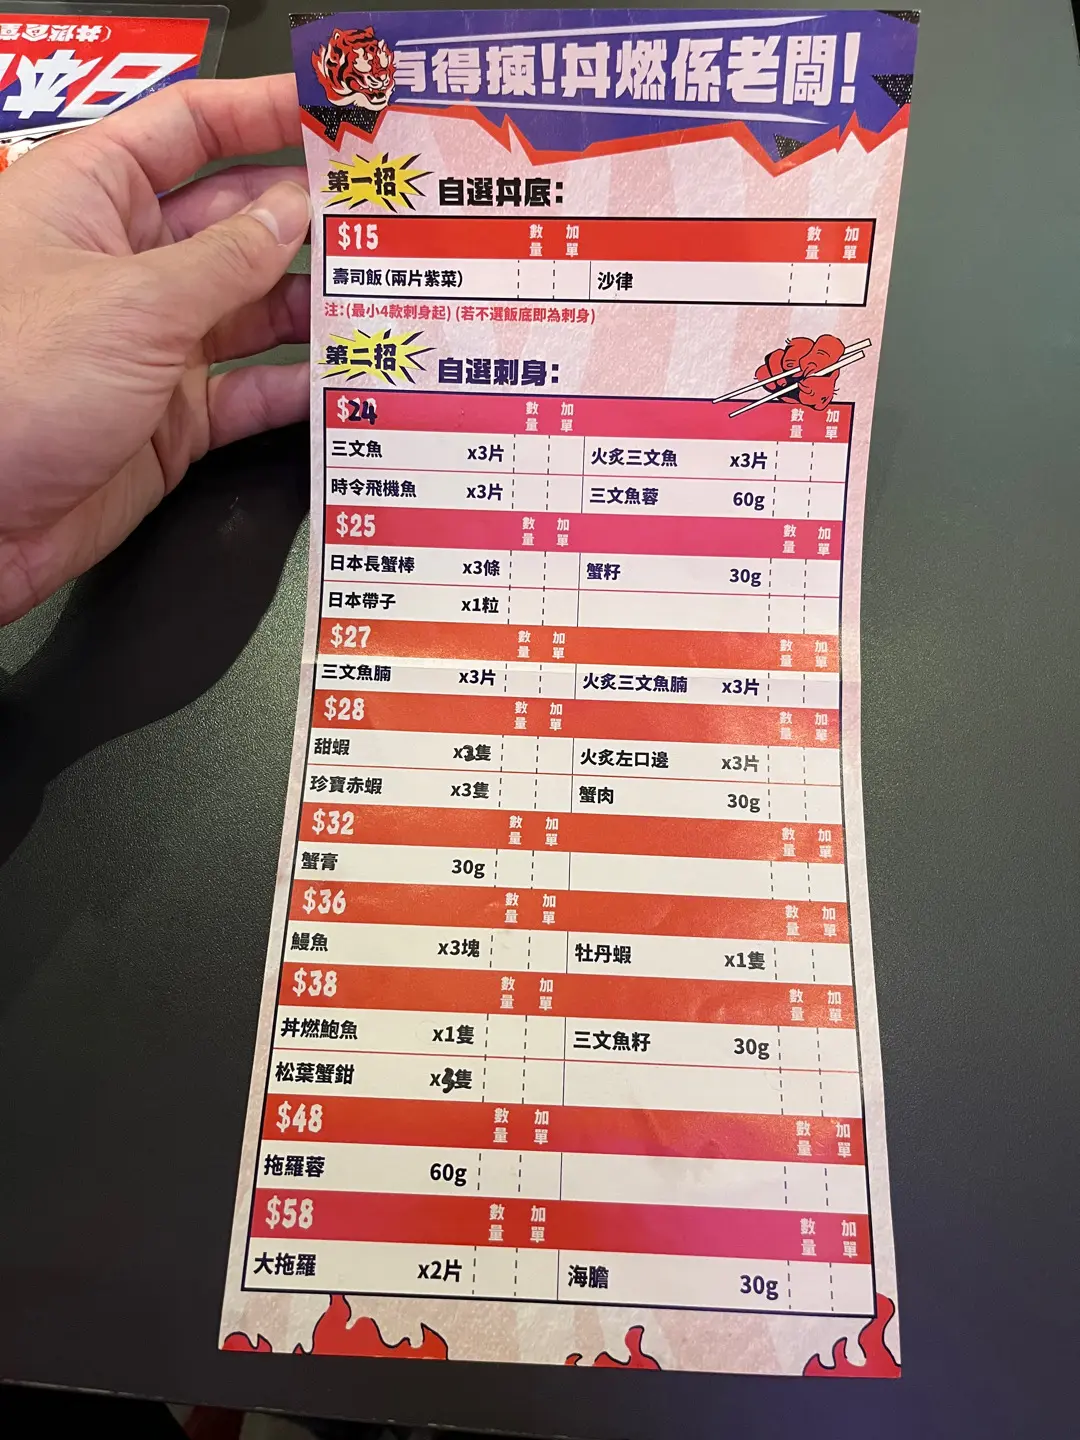 (丼燃食堂
日本
有得揀!丼燃係老闆!
第一招 自選丼底:
$15 數量 加單 數量 加單
壽司飯(兩片紫菜) 沙律
注:(最小4款刺身起) (若不選飯底即為刺身)
第二招 自選刺身:
$24 數量 加單 數量 加單
三文魚 x3片 火炙三文魚 x3片
時令飛機魚 x3片 三文魚蓉 60g
$25 數量 加單 數量 加單
日本長蟹棒 x3條 蟹籽 30g
日本帶子 x1粒
$27 數量 加單 數量 加單
三文魚腩 x3片 火炙三文魚腩 x3片
$28 數量 加單 數量 加單
甜蝦 x3隻 火炙左口邊 x3片
珍寶赤蝦 x3隻 蟹肉 30g
$32 數量 加單 數量 加單
蟹膏 30g
$36 數量 加單 數量 加單
鰻魚 x3塊 牡丹蝦 x1隻
$38 數量 加單 數量 加單
丼燃鮑魚 x1隻 三文魚籽 30g
松葉蟹鉗 x3隻
$48 數量 加單 數量 加單
拖羅蓉 60g
$58 數量 加單 數量 加單
大拖羅 x2片 海膽 30g